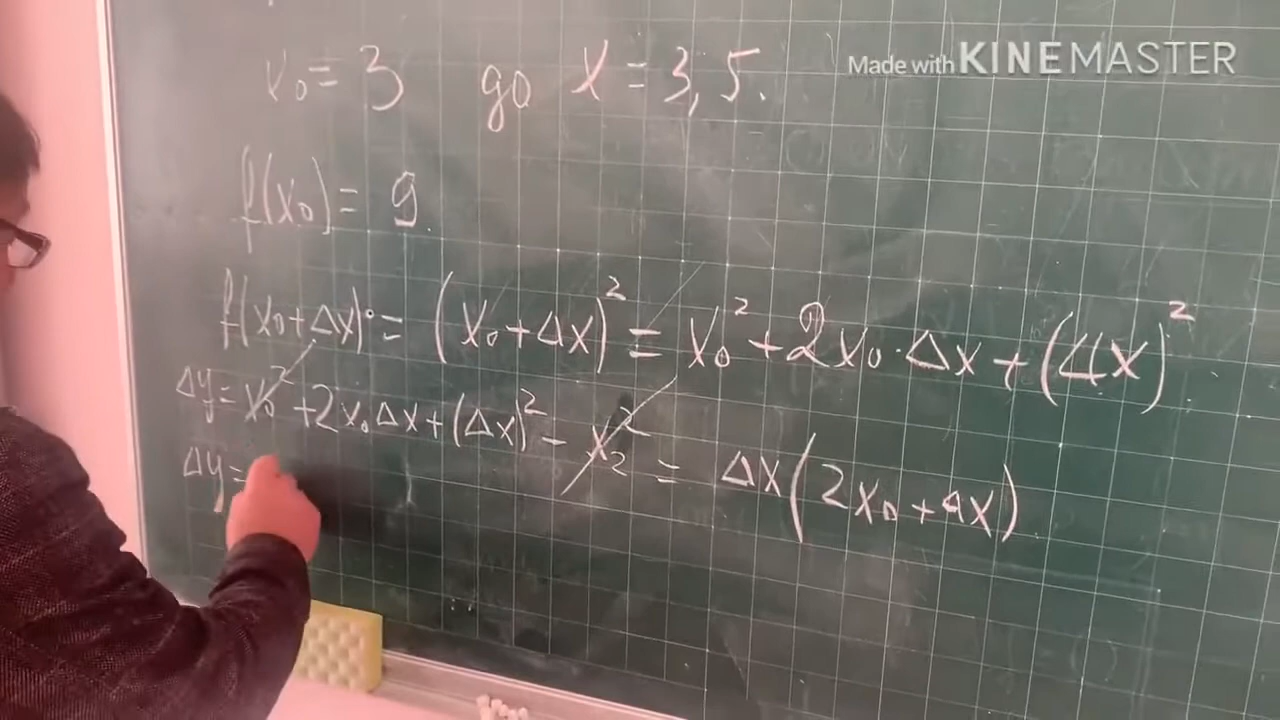 Made with KINEMASTER
x₀ = 3 go x = 3,5.
f(x₀) = 9
f(x₀+Δx) = (x₀+Δx)² = x₀² + 2x₀·Δx + (Δx)²
Δy = x₀² + 2x₀Δx + (Δx)² - x₀² = Δx(2x₀+Δx)
Δy =